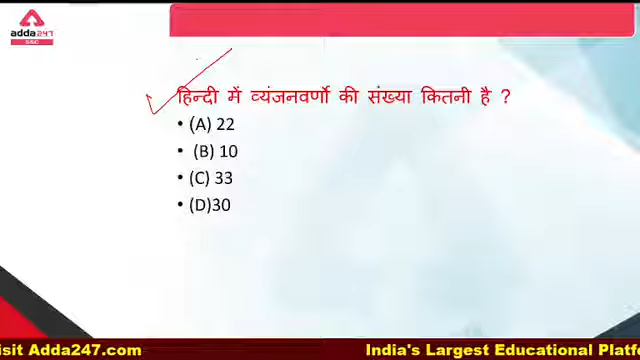 adda247
हिन्दी में व्यंजनवर्णो की संख्या कितनी है ?
• (A) 22
• (B) 10
• (C) 33
• (D)30
isit Adda247.com
India's Largest Educational Platf